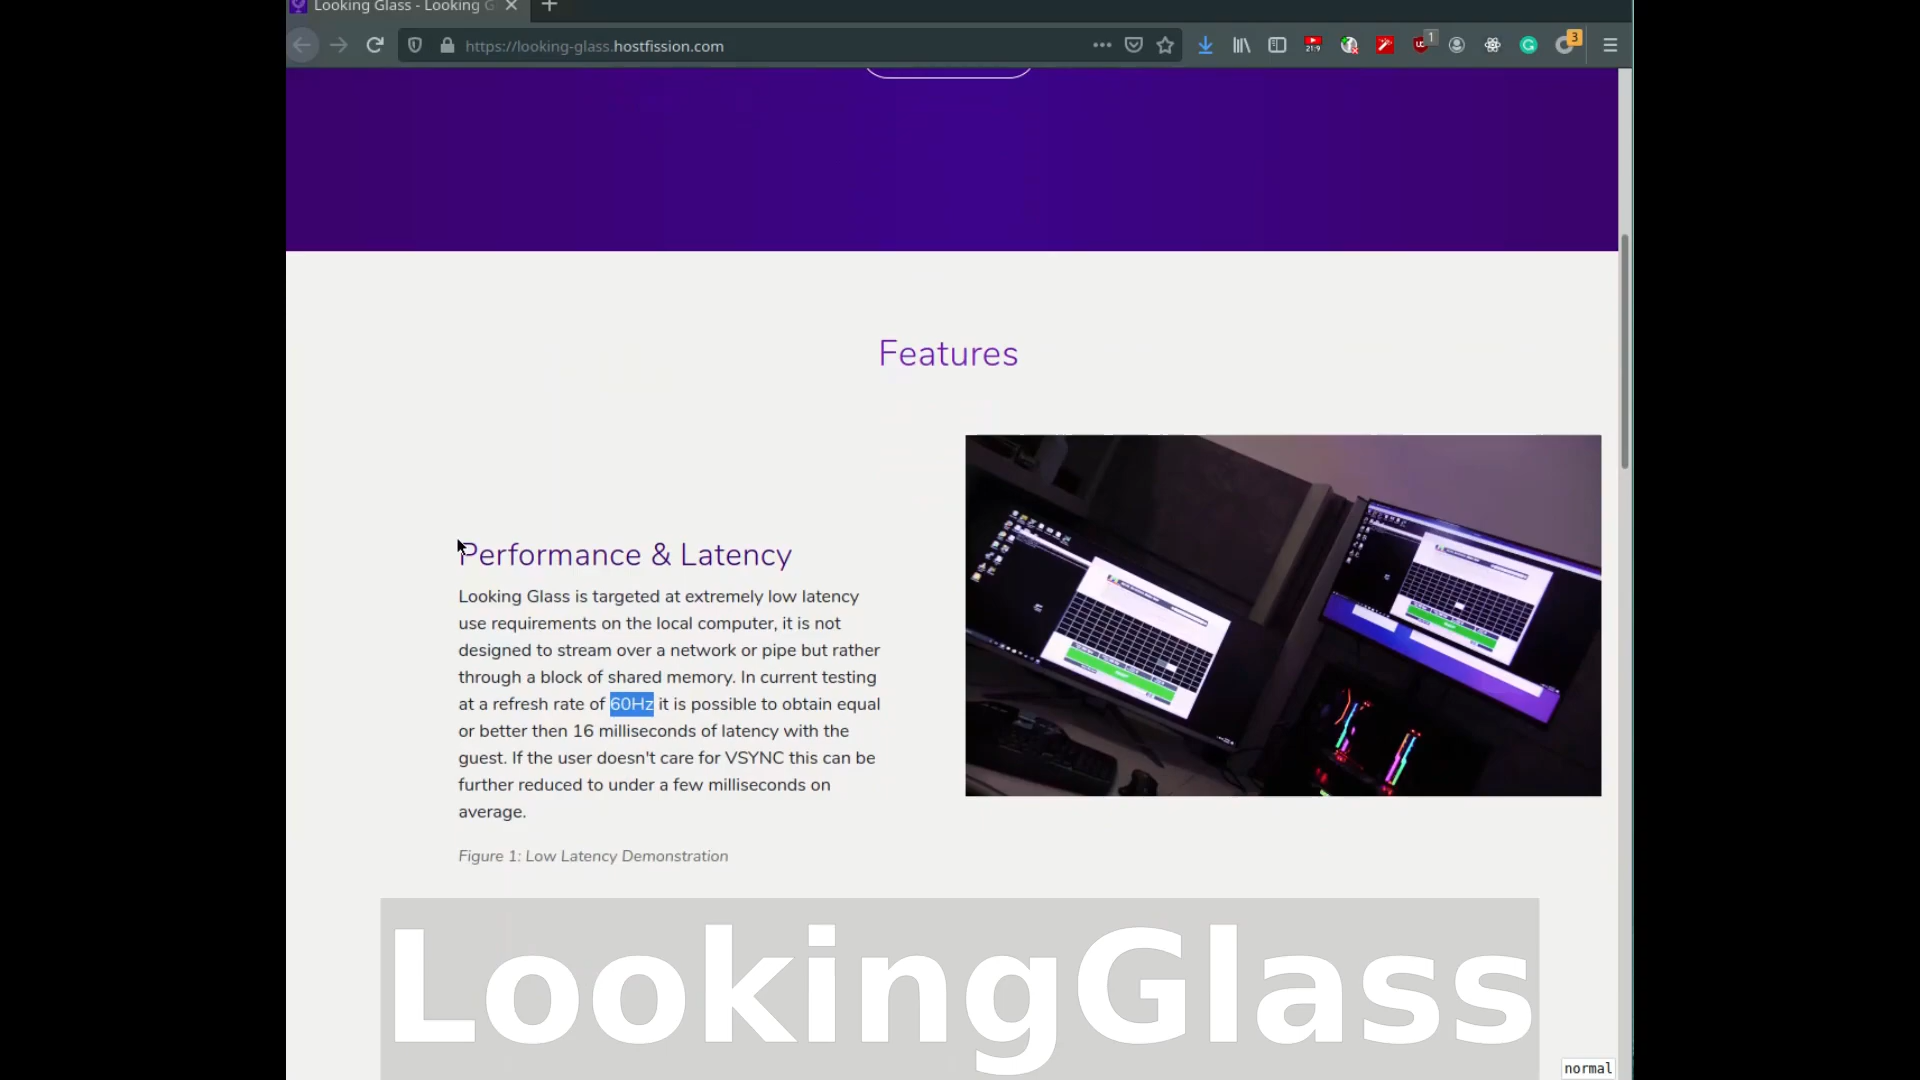 Looking Glass - Looking G
https://looking-glass.hostfission.com
21:9
1
3
Features
Performance & Latency
Looking Glass is targeted at extremely low latency
use requirements on the local computer, it is not
designed to stream over a network or pipe but rather
through a block of shared memory. In current testing
at a refresh rate of 60Hz it is possible to obtain equal
or better then 16 milliseconds of latency with the
guest. If the user doesn't care for VSYNC this can be
further reduced to under a few milliseconds on
average.
Figure 1: Low Latency Demonstration
LookingGlass
normal